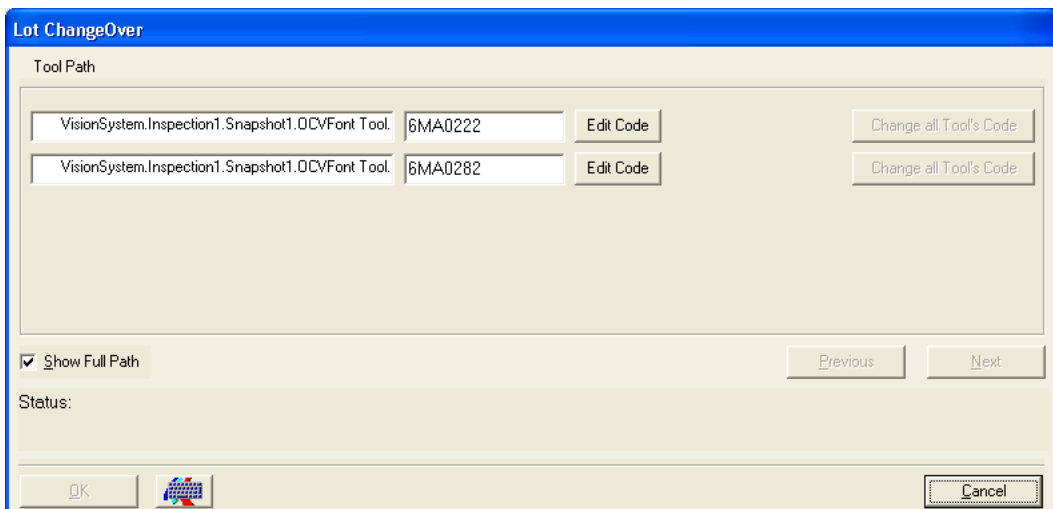 Lot ChangeOver
Tool Path
VisionSystem.Inspection1.Snapshot1.OCVFont Tool. 6MA0222 Edit Code Change all Tool's Code
VisionSystem.Inspection1.Snapshot1.OCVFont Tool. 6MA0282 Edit Code Change all Tool's Code
Show Full Path Previous Next
Status:
OK Cancel